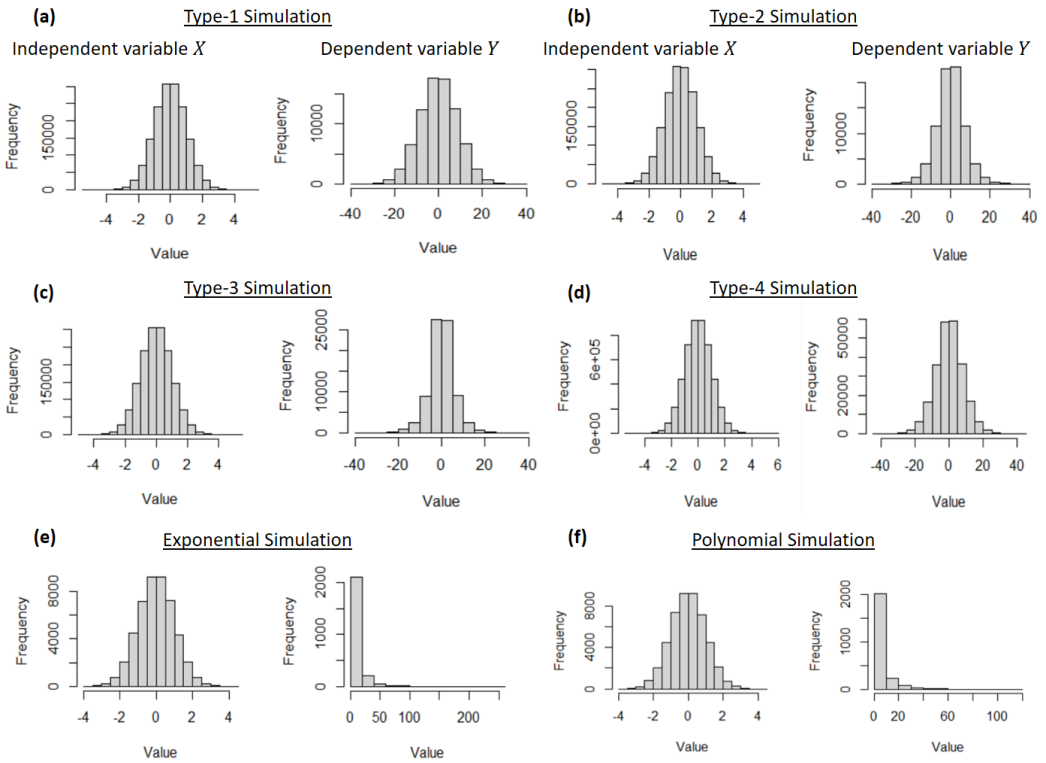 (a) Type-1 Simulation
Independent variable X Dependent variable Y
Frequency
0 150000
-4 -2 0 2 4
Value
Frequency
0 10000
-40 -20 0 20 40
Value
(b) Type-2 Simulation
Independent variable X Dependent variable Y
Frequency
0 150000
-4 -2 0 2 4
Value
Frequency
0 10000
-40 -20 0 20 40
Value
(c) Type-3 Simulation
Frequency
0 150000
-4 -2 0 2 4
Value
Frequency
0 10000 25000
-40 -20 0 20 40
Value
(d) Type-4 Simulation
Frequency
0e+00 6e+05
-4 -2 0 2 4 6
Value
Frequency
0 20000 50000
-40 -20 0 20 40
Value
(e) Exponential Simulation
Frequency
0 4000 8000
-4 -2 0 2 4
Value
Frequency
0 1000 2000
0 50 100 200
Value
(f) Polynomial Simulation
Frequency
0 40000 8000
-4 -2 0 2 4
Value
Frequency
0 1000 2000
0 20 60 100
Value